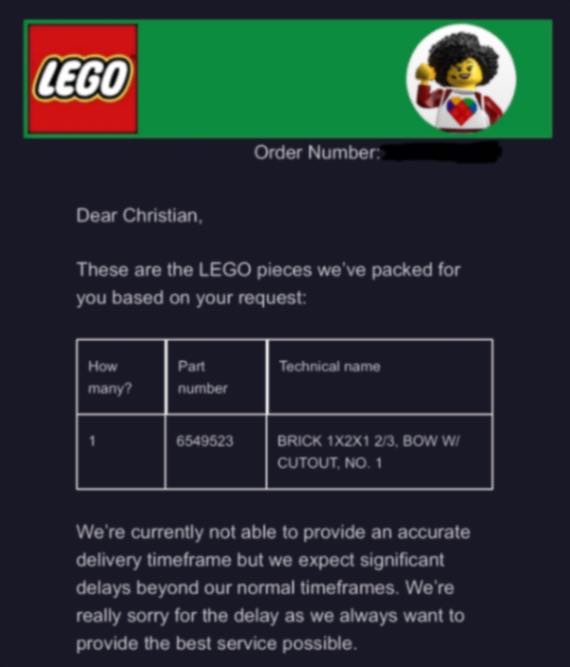 LEGO
Order Number:
Dear Christian,
These are the LEGO pieces we've packed for
you based on your request:
How
many?
Part
number
Technical name
1
6549523
BRICK 1X2X1 2/3, BOW W/
CUTOUT, NO. 1
We're currently not able to provide an accurate
delivery timeframe but we expect significant
delays beyond our normal timeframes. We're
really sorry for the delay as we always want to
provide the best service possible.